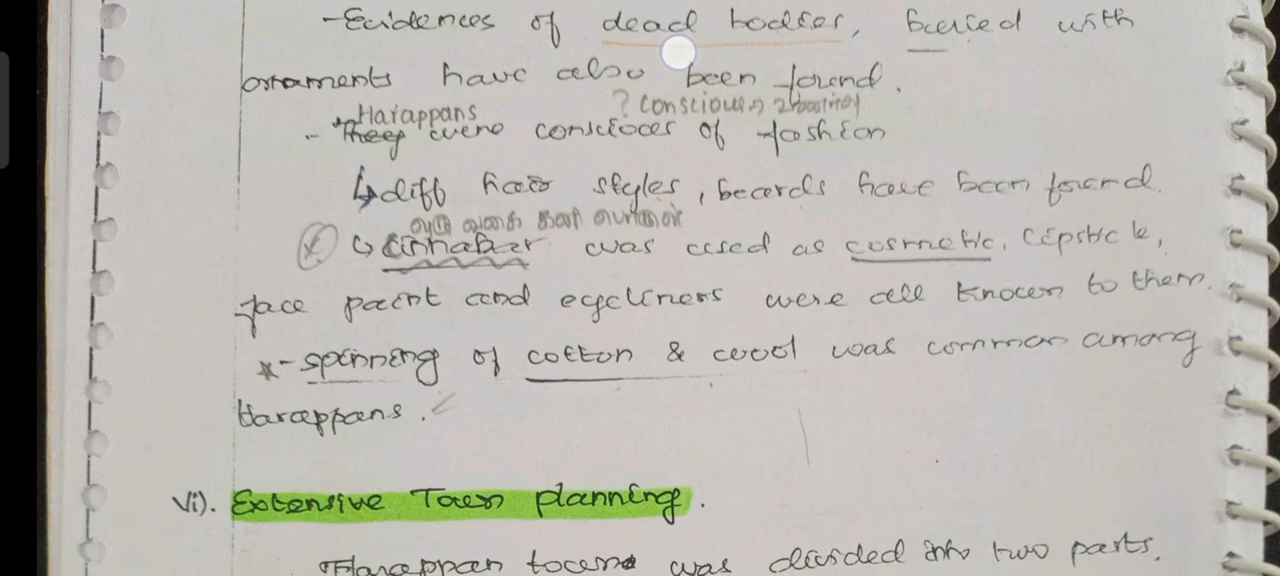 - Evidences of dead bodies, buried with
ornaments have also been found.
Harappans ? conscious
- They were conscious of fashion
↳ diff hair styles, beards have been found.
↳ Cinnabar was used as cosmetic, lipstick,
face paint and eyeliners were all known to them.
* - spinning of cotton & wool was common among
Harappans.
vi). Extensive Town planning.
Harappan town was divided into two parts.